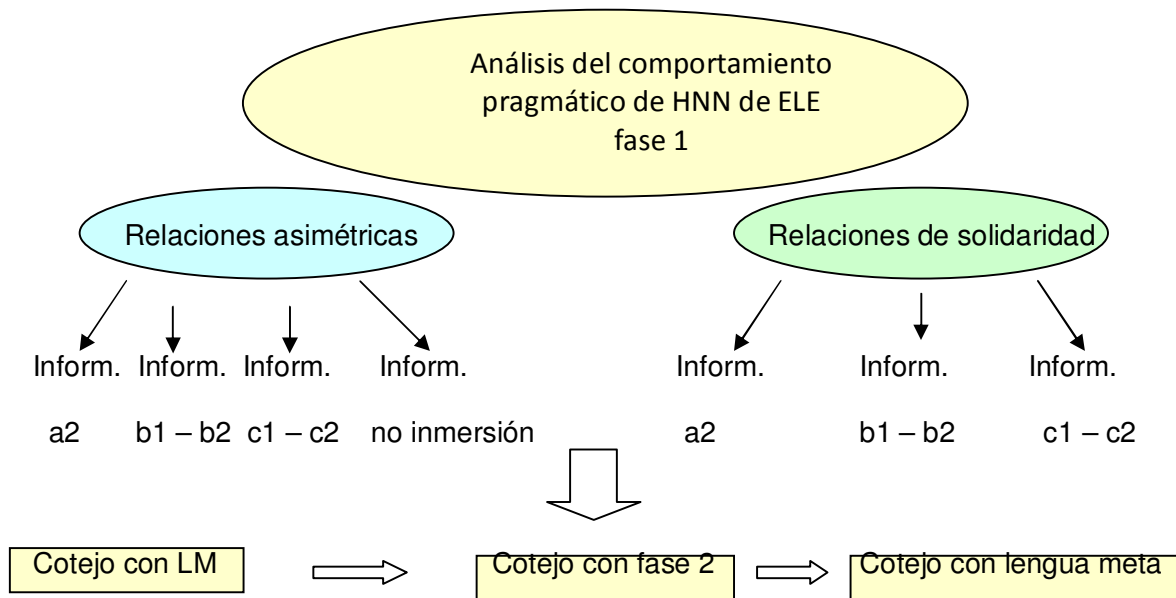 Análisis del comportamiento
pragmático de HNN de ELE
fase 1
Relaciones asimétricas
Relaciones de solidaridad
Inform. Inform. Inform. Inform.
a2 b1 – b2 c1 – c2 no inmersión
Inform. Inform. Inform.
a2 b1 – b2 c1 – c2
Cotejo con LM
Cotejo con fase 2
Cotejo con lengua meta